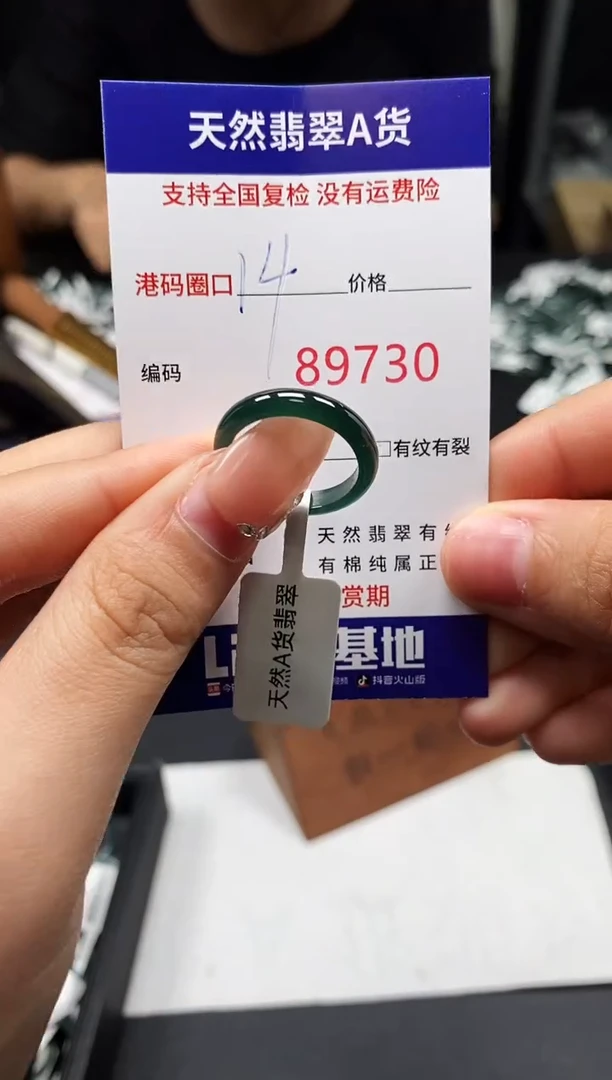 天然翡翠A货
支持全国复检 没有运费险
港码圈口 14 价格
编码 89730
□有纹有裂
天然翡翠有
有棉纯属正
赏期
基地
抖音火山版
天然A货翡翠